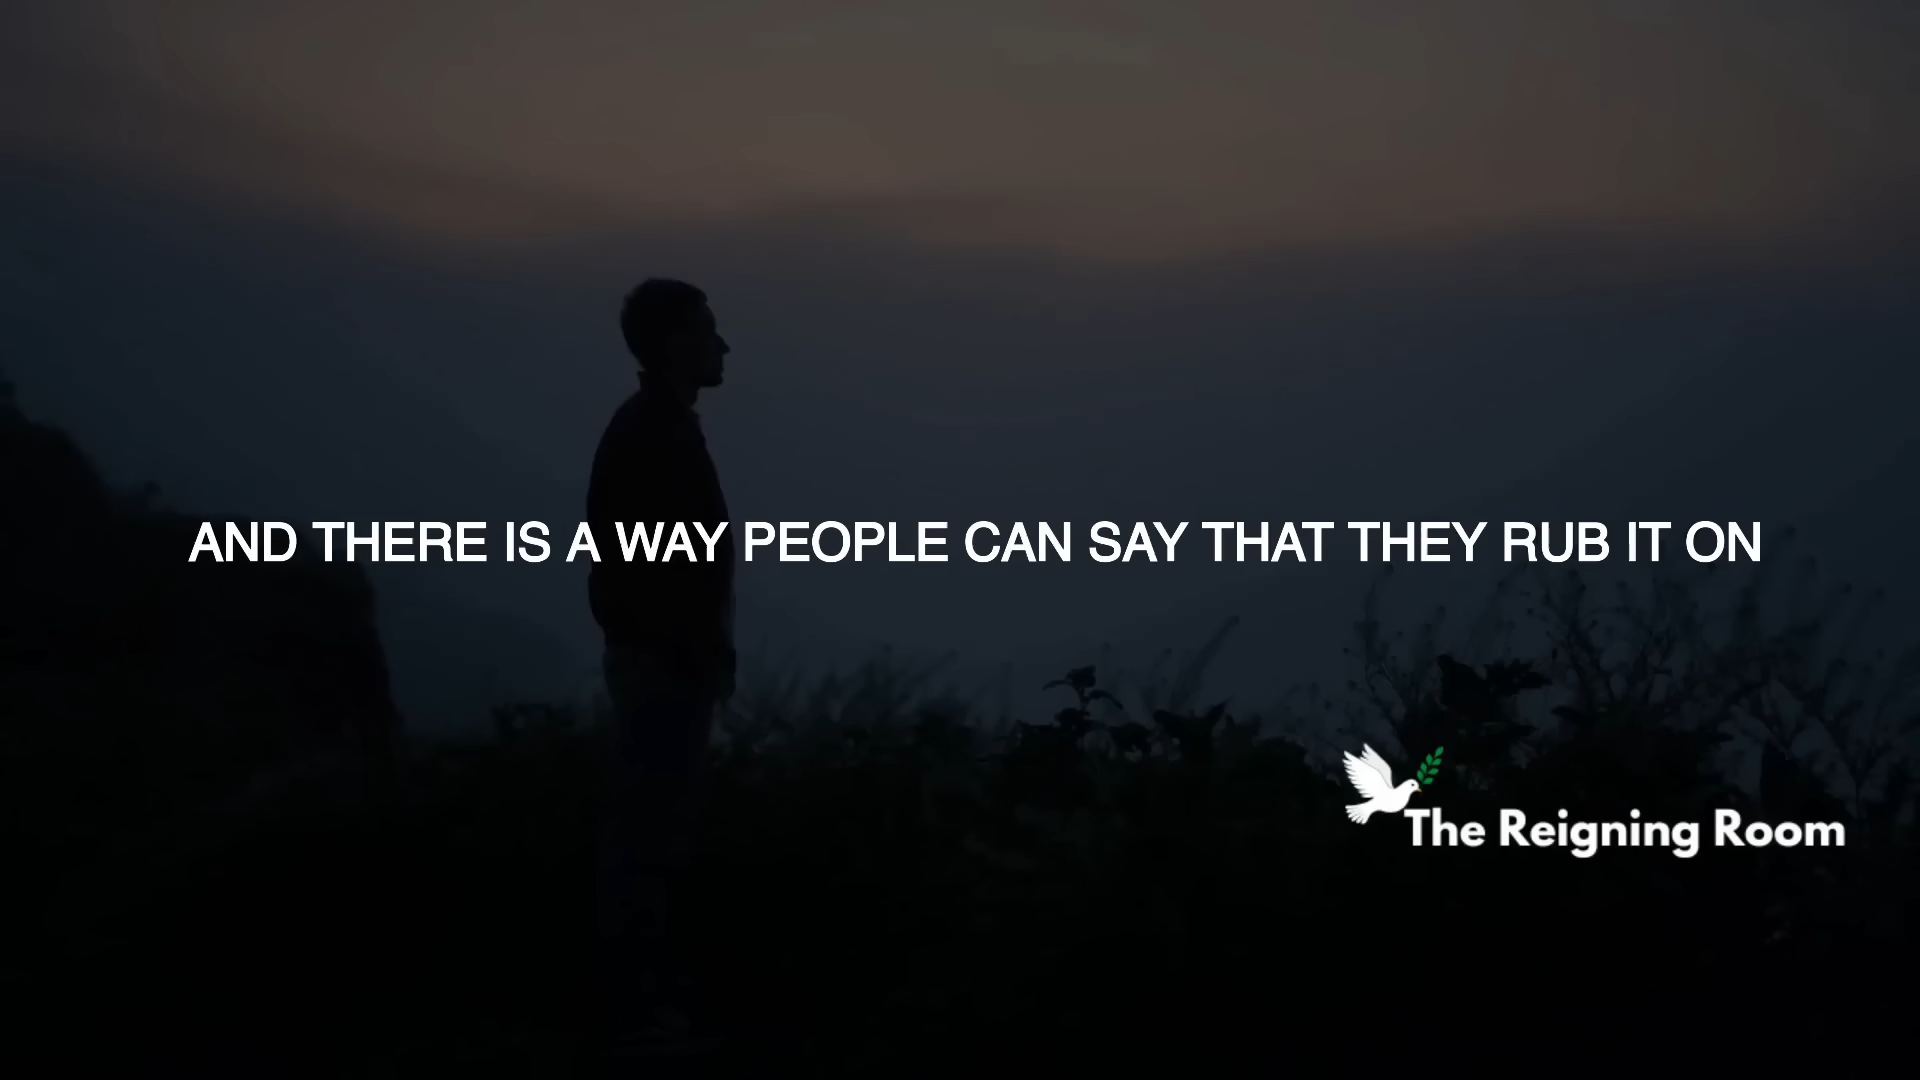 AND THERE IS A WAY PEOPLE CAN SAY THAT THEY RUB IT ON
The Reigning Room